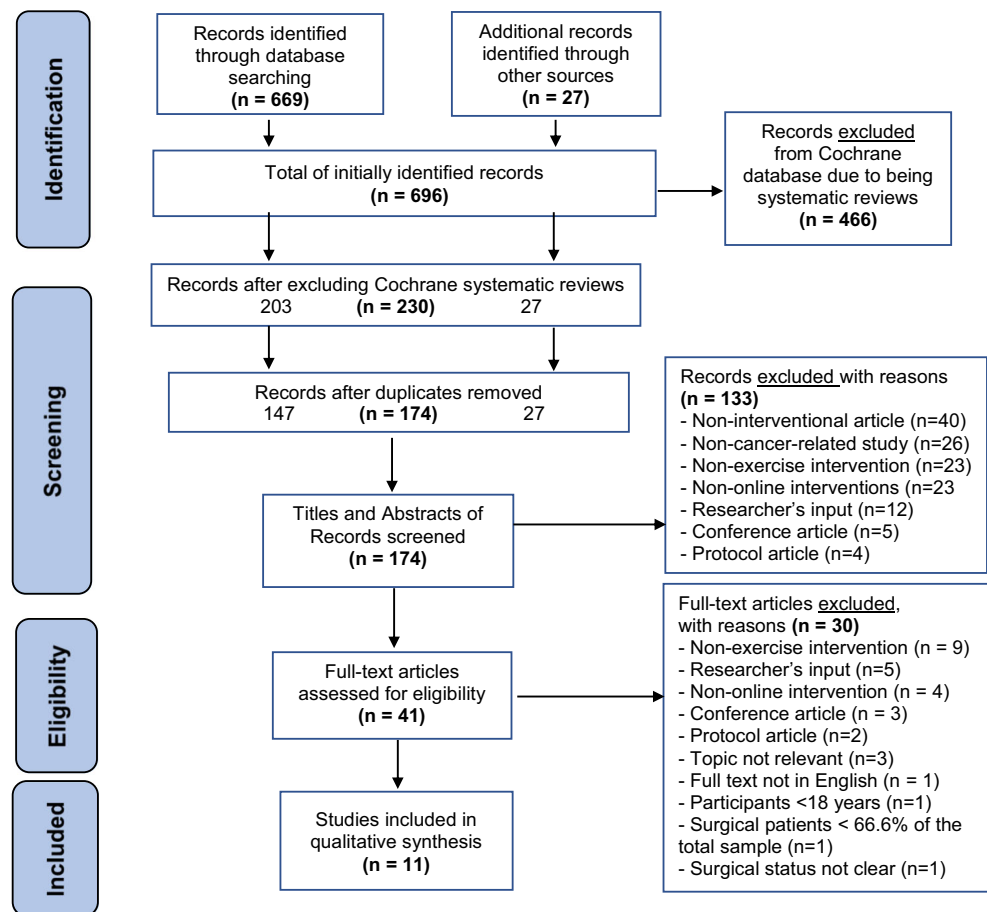 Identification
Records identified
through database
searching
(n = 669)
Additional records
identified through
other sources
(n = 27)
Total of initially identified records
(n = 696)
Records excluded
from Cochrane
database due to being
systematic reviews
(n = 466)
Screening
Records after excluding Cochrane systematic reviews
203 (n = 230) 27
Records after duplicates removed
147 (n = 174) 27
Titles and Abstracts of
Records screened
(n = 174)
Records excluded with reasons
(n = 133)
- Non-interventional article (n=40)
- Non-cancer-related study (n=26)
- Non-exercise intervention (n=23)
- Non-online interventions (n=23
- Researcher's input (n=12)
- Conference article (n=5)
- Protocol article (n=4)
Eligibility
Full-text articles
assessed for eligibility
(n = 41)
Full-text articles excluded,
with reasons (n = 30)
- Non-exercise intervention (n = 9)
- Researcher's input (n=5)
- Non-online intervention (n = 4)
- Conference article (n = 3)
- Protocol article (n=2)
- Topic not relevant (n=3)
- Full text not in English (n = 1)
- Participants <18 years (n=1)
- Surgical patients < 66.6% of the
total sample (n=1)
- Surgical status not clear (n=1)
Included
Studies included in
qualitative synthesis
(n = 11)